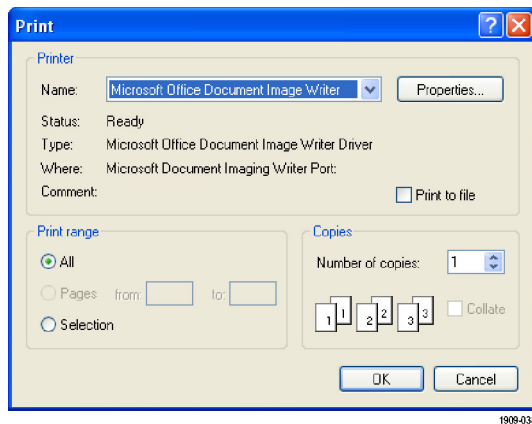 Print
Printer
Name: Microsoft Office Document Image Writer Properties...
Status: Ready
Type: Microsoft Office Document Image Writer Driver
Where: Microsoft Document Imaging Writer Port:
Comment: Print to file
Print range
All
Pages from: to:
Selection
Copies
Number of copies: 1
1 1 2 2 3 3 Collate
OK Cancel